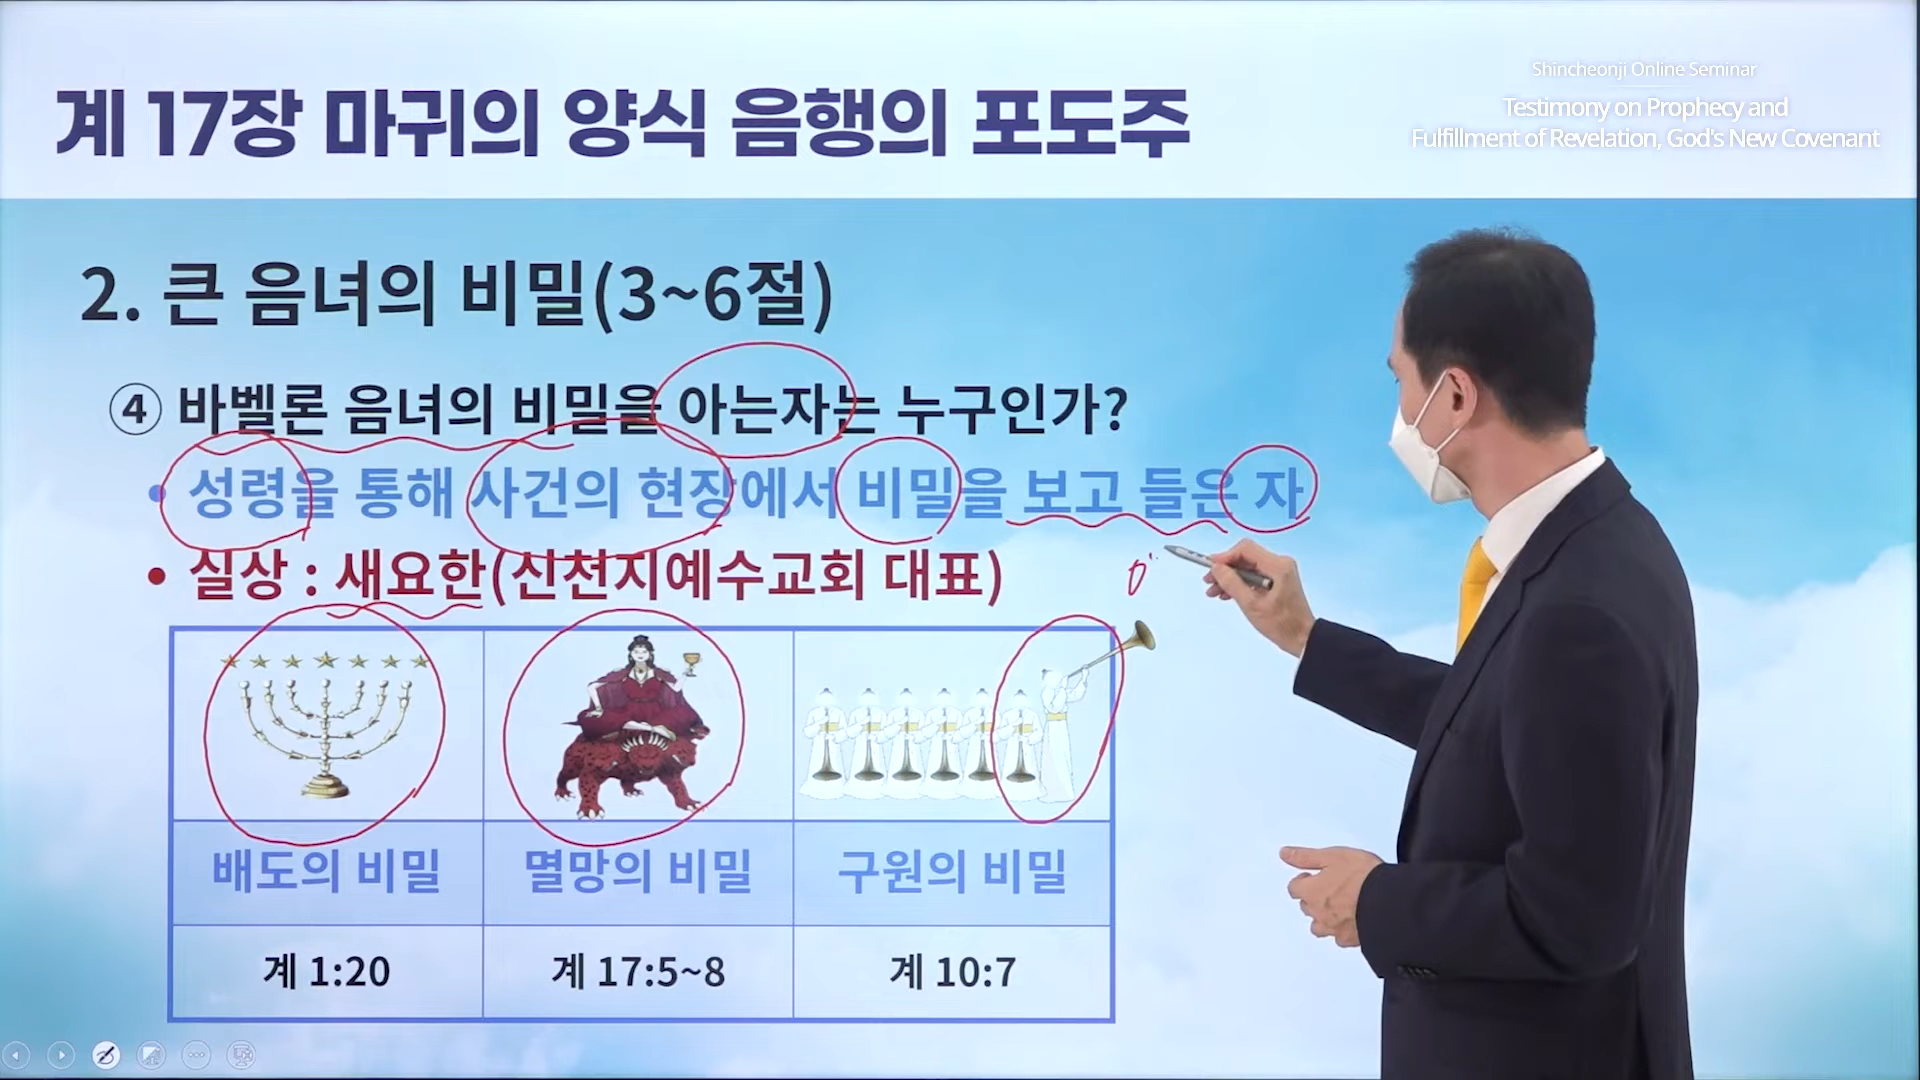 계 17장 마귀의 양식 음행의 포도주
Shincheonji Online Seminar
Testimony on Prophecy and
Fulfillment of Revelation, God's New Covenant
2. 큰 음녀의 비밀(3~6절)
④ 바벨론 음녀의 비밀을 아는자는 누구인가?
• 성령을 통해 사건의 현장에서 비밀을 보고 들은 자
• 실상 : 새요한(신천지예수교회 대표)
배도의 비밀 멸망의 비밀 구원의 비밀
계 1:20 계 17:5~8 계 10:7